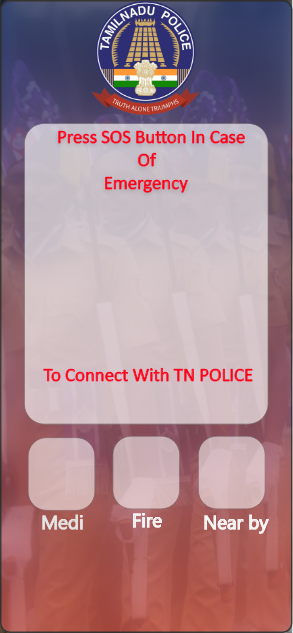 TAMILNADU POLICE
TRUTH ALONE TRIUMPHS
Press SOS Button In Case
Of
Emergency
To Connect With TN POLICE
Medi
Fire
Near by